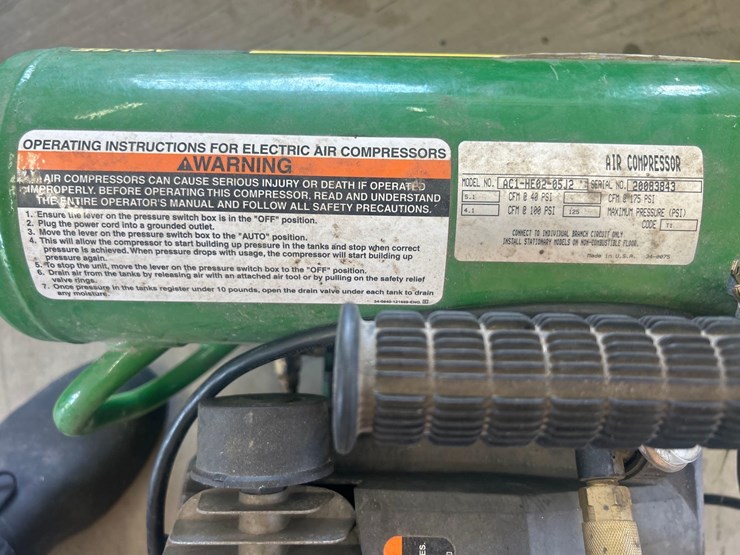 OPERATING INSTRUCTIONS FOR ELECTRIC AIR COMPRESSORS
WARNING
AIR COMPRESSORS CAN CAUSE SERIOUS INJURY OR DEATH IF OPERATED
IMPROPERLY. BEFORE OPERATING THIS COMPRESSOR, READ AND UNDERSTAND
THE ENTIRE OPERATOR'S MANUAL AND FOLLOW ALL SAFETY PRECAUTIONS.
1. Ensure the lever on the pressure switch box is in the "OFF" position.
2. Plug the power cord into a grounded outlet.
3. Move the lever on the pressure switch box to the "AUTO" position.
4. This will allow the compressor to start building up pressure in the tanks and stop when correct
pressure is achieved. When pressure drops with usage, the compressor will start building up
pressure again.
5. To stop the unit, move the lever on the pressure switch box to the "OFF" position.
6. Drain air from the tanks by releasing air with an attached air tool or by pulling on the safety relief
valve rings.
7. Once pressure in the tanks register under 10 pounds, open the drain valve under each tank to drain
any moisture.
AIR COMPRESSOR
MODEL NO. AC1-HE02-05J2 SERIAL NO. 20083843
5.1 CFM @ 40 PSI CFM @ 175 PSI
4.1 CFM @ 100 PSI 125 MAXIMUM PRESSURE (PSI)
CODE T1
CONNECT TO INDIVIDUAL BRANCH CIRCUIT ONLY.
INSTALL STATIONARY MODELS ON NON-COMBUSTIBLE FLOOR.
Made in U.S.A. 34-0075
ES.